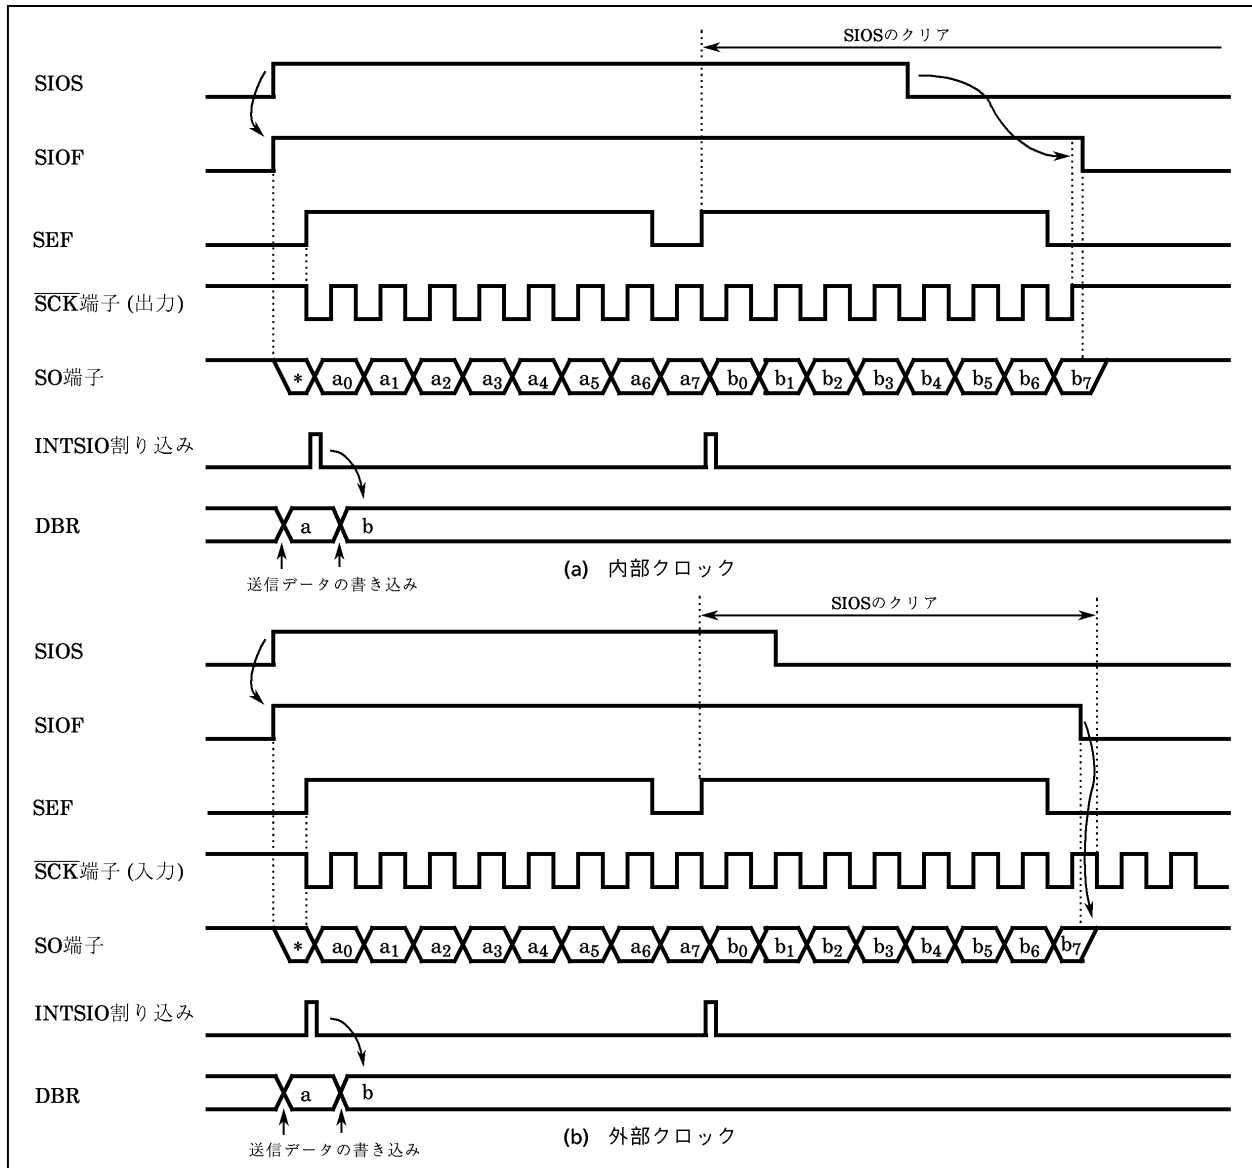 SIOSのクリア
SIOS
SIOF
SEF
SCK端子 (出力)
SO端子
* a0 a1 a2 a3 a4 a5 a6 a7 b0 b1 b2 b3 b4 b5 b6 b7
INTSIO割り込み
DBR
a b
送信データの書き込み
(a) 内部クロック
SIOSのクリア
SIOS
SIOF
SEF
SCK端子 (入力)
SO端子
* a0 a1 a2 a3 a4 a5 a6 a7 b0 b1 b2 b3 b4 b5 b6 b7
INTSIO割り込み
DBR
a b
送信データの書き込み
(b) 外部クロック